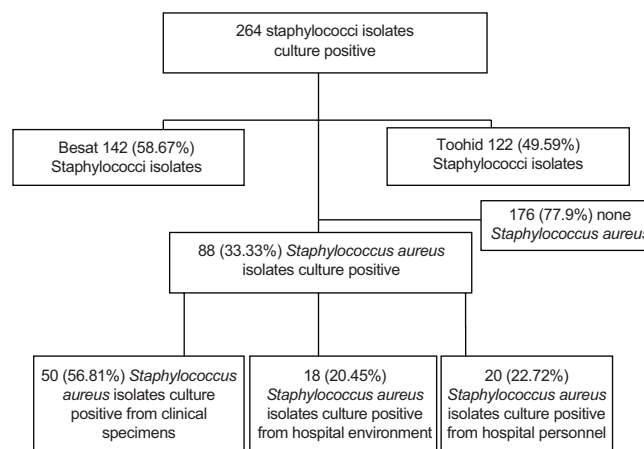 264 staphylococci isolates
culture positive
Besat 142 (58.67%)
Staphylococci isolates
Toohid 122 (49.59%)
Staphylococci isolates
176 (77.9%) none
Staphylococcus aureus
88 (33.33%) Staphylococcus aureus
isolates culture positive
50 (56.81%) Staphylococcus
aureus isolates culture
positive from clinical
specimens
18 (20.45%)
Staphylococcus aureus
isolates culture positive
from hospital environment
20 (22.72%)
Staphylococcus aureus
isolates culture positive
from hospital personnel